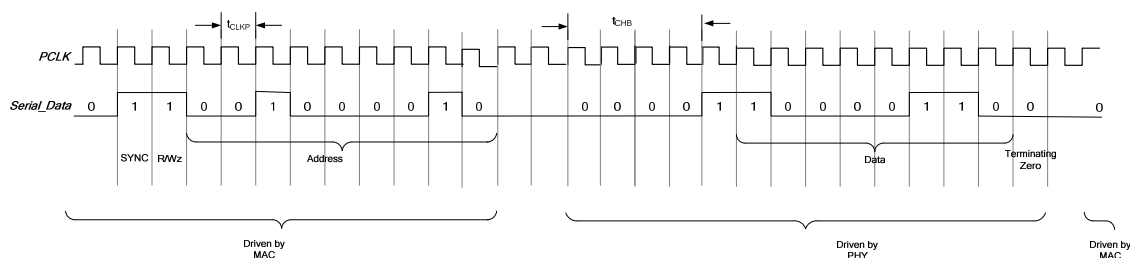 tCLKP
tCHB
PCLK
Serial_Data 0 1 1 0 0 1 0 0 0 0 1 0 0 0 0 0 1 1 0 0 0 0 1 1 0 0 0
SYNC R/Wz Address Data Terminating
Zero
Driven by
MAC
Driven by
PHY
Driven by
MAC